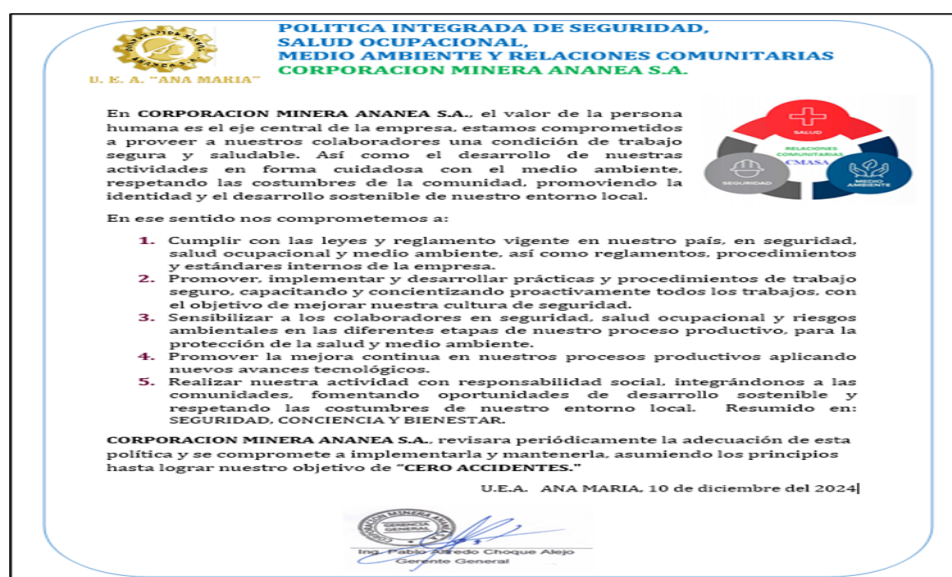 POLITICA INTEGRADA DE SEGURIDAD,
SALUD OCUPACIONAL,
MEDIO AMBIENTE Y RELACIONES COMUNITARIAS
CORPORACION MINERA ANANEA S.A.
U. E. A. "ANA MARIA"
En CORPORACION MINERA ANANEA S.A., el valor de la persona
humana es el eje central de la empresa, estamos comprometidos
a proveer a nuestros colaboradores una condición de trabajo
segura y saludable. Así como el desarrollo de nuestras
actividades en forma cuidadosa con el medio ambiente,
respetando las costumbres de la comunidad, promoviendo la
identidad y el desarrollo sostenible de nuestro entorno local.
SALUD
RELACIONES
COMUNITARIAS
CMASA
SEGURIDAD
MEDIO
AMBIENTE
En ese sentido nos comprometemos a:
1. Cumplir con las leyes y reglamento vigente en nuestro país, en seguridad,
salud ocupacional y medio ambiente, así como reglamentos, procedimientos
y estándares internos de la empresa.
2. Promover, implementar y desarrollar prácticas y procedimientos de trabajo
seguro, capacitando y concientizando proactivamente todos los trabajos, con
el objetivo de mejorar nuestra cultura de seguridad.
3. Sensibilizar a los colaboradores en seguridad, salud ocupacional y riesgos
ambientales en las diferentes etapas de nuestro proceso productivo, para la
protección de la salud y medio ambiente.
4. Promover la mejora continua en nuestros procesos productivos aplicando
nuevos avances tecnológicos.
5. Realizar nuestra actividad con responsabilidad social, integrándonos a las
comunidades, fomentando oportunidades de desarrollo sostenible y
respetando las costumbres de nuestro entorno local. Resumido en:
SEGURIDAD, CONCIENCIA Y BIENESTAR.
CORPORACION MINERA ANANEA S.A., revisara periódicamente la adecuación de esta
política y se compromete a implementarla y mantenerla, asumiendo los principios
hasta lograr nuestro objetivo de "CERO ACCIDENTES."
U.E.A. ANA MARIA, 10 de diciembre del 2024
CORPORACION MINERA ANANEA S.A.
GERENCIA
GENERAL
Ing. Pablo Alfredo Choque Alejo
Gerente General